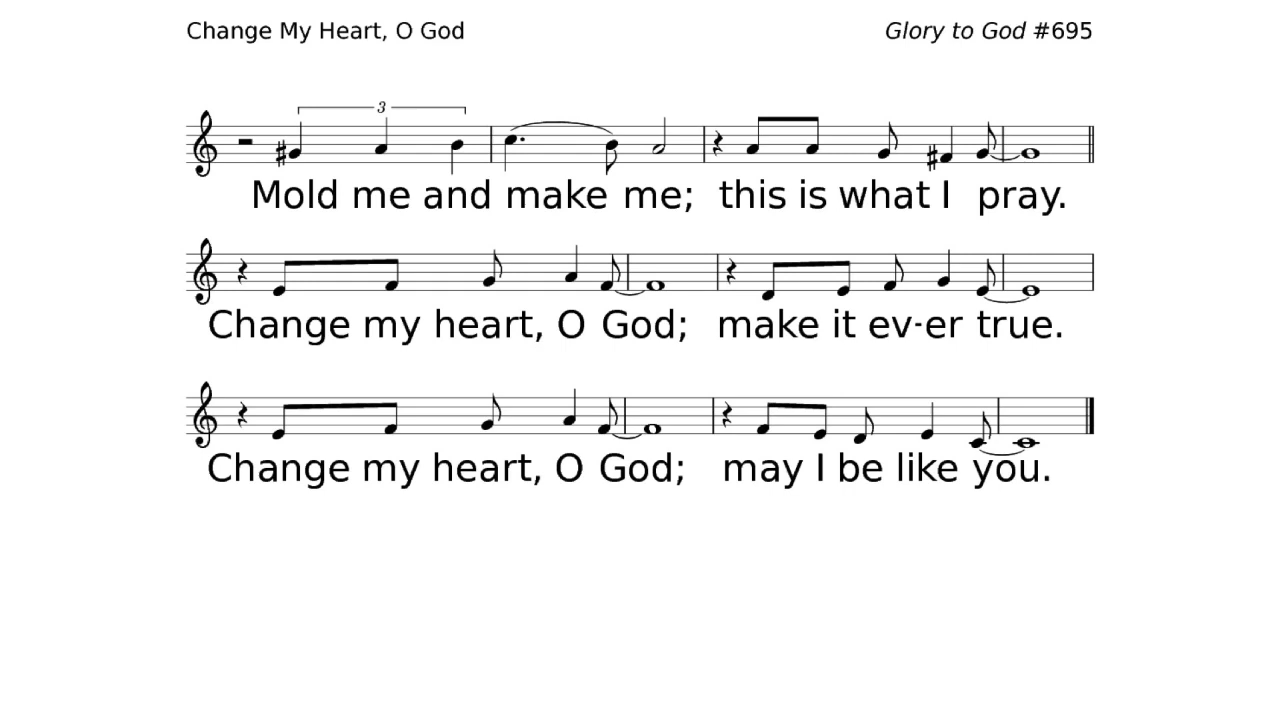 Change My Heart, O God
Glory to God #695
3
Mold me and make me; this is what I pray.
Change my heart, O God; make it ev-er true.
Change my heart, O God; may I be like you.